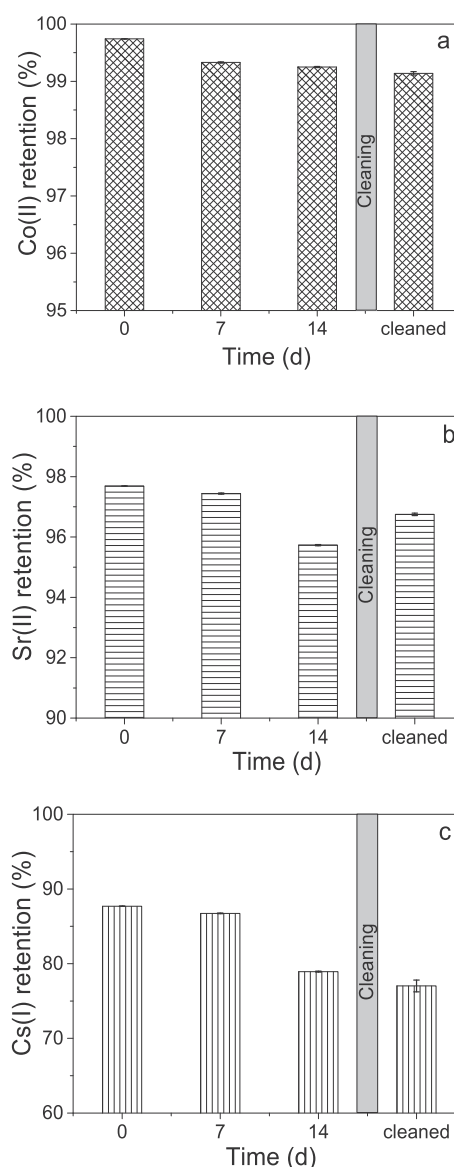 a
Co(II) retention (%)
100
99
98
97
96
95
Cleaning
0 7 14 cleaned
Time (d)
b
Sr(II) retention (%)
100
98
96
94
92
90
Cleaning
0 7 14 cleaned
Time (d)
c
Cs(I) retention (%)
100
90
80
70
60
Cleaning
0 7 14 cleaned
Time (d)